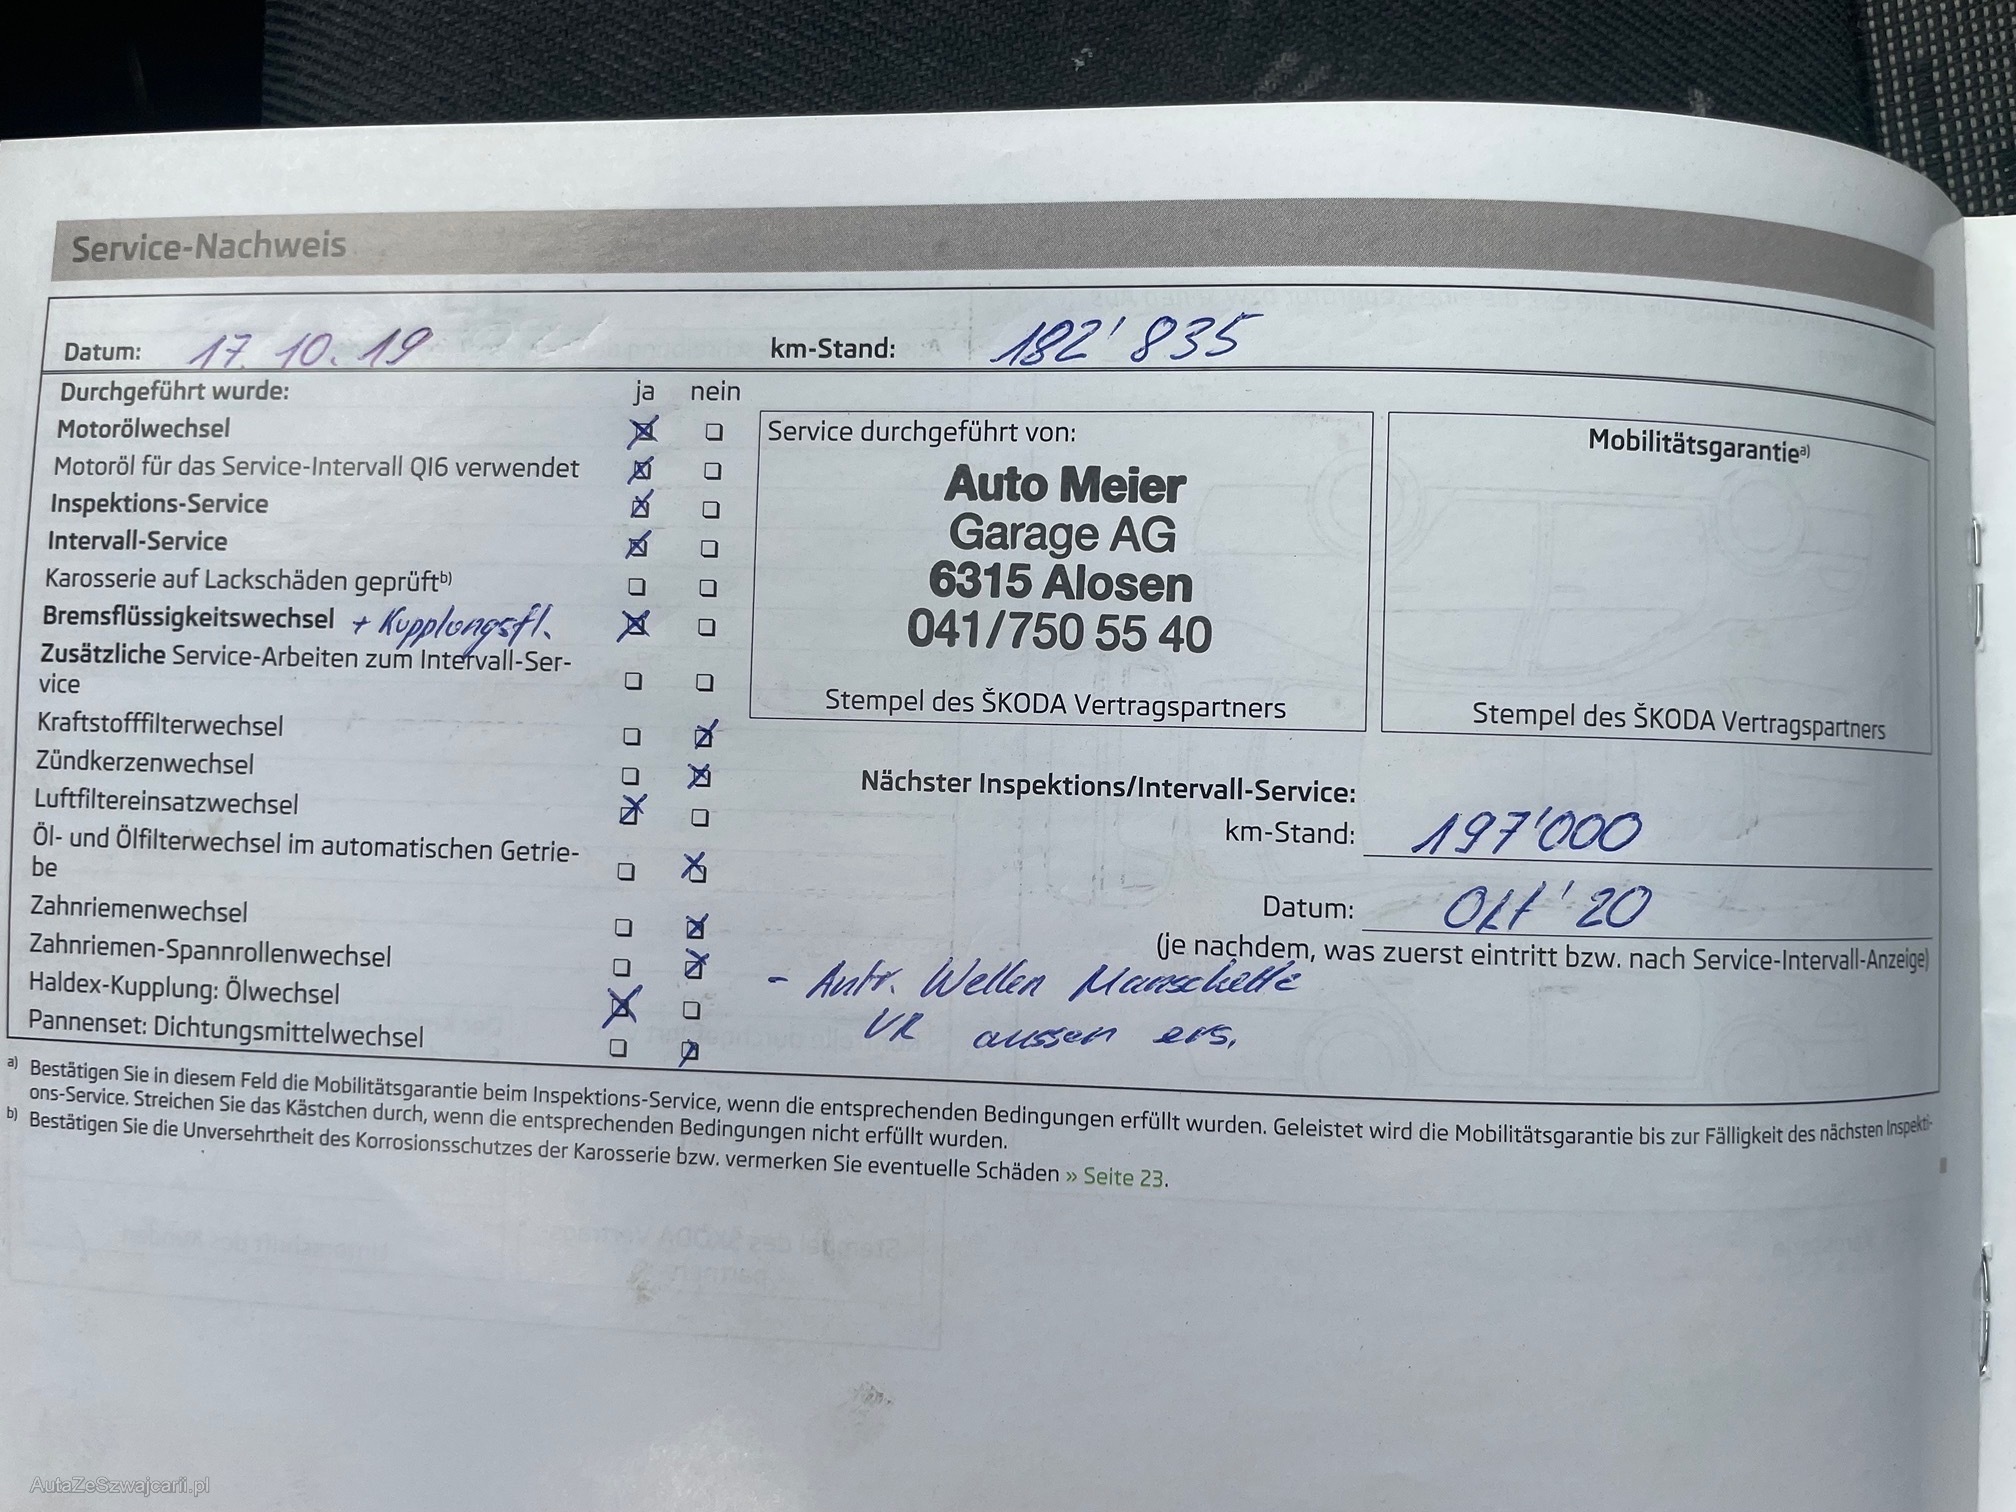 Service-Nachweis
Datum: 17.10.19 km-Stand: 182'835
Durchgeführt wurde: ja nein
Motorölwechsel
Motoröl für das Service-Intervall QI6 verwendet
Inspektions-Service
Intervall-Service
Karosserie auf Lackschäden geprüft b)
Bremsflüssigkeitswechsel + Kupplungsfl.
Zusätzliche Service-Arbeiten zum Intervall-Ser-
vice
Kraftstofffilterwechsel
Zündkerzenwechsel
Luftfiltereinsatzwechsel
Öl- und Ölfilterwechsel im automatischen Getrie-
be
Zahnriemenwechsel
Zahnriemen-Spannrollenwechsel
Haldex-Kupplung: Ölwechsel
Pannenset: Dichtungsmittelwechsel
Service durchgeführt von:
Auto Meier
Garage AG
6315 Alosen
041/750 55 40
Stempel des ŠKODA Vertragspartners
Mobilitätsgarantie a)
Stempel des ŠKODA Vertragspartners
Nächster Inspektions/Intervall-Service:
km-Stand: 197'000
Datum: Okt '20
(je nachdem, was zuerst eintritt bzw. nach Service-Intervall-Anzeige)
- Antr. Wellen Manschette
VR aussen ers.
a) Bestätigen Sie in diesem Feld die Mobilitätsgarantie beim Inspektions-Service, wenn die entsprechenden Bedingungen erfüllt wurden. Geleistet wird die Mobilitätsgarantie bis zur Fälligkeit des nächsten Inspekti-
ons-Service. Streichen Sie das Kästchen durch, wenn die entsprechenden Bedingungen nicht erfüllt wurden.
b) Bestätigen Sie die Unversehrtheit des Korrosionsschutzes der Karosserie bzw. vermerken Sie eventuelle Schäden » Seite 23.
AutaZeSzwajcarii.pl